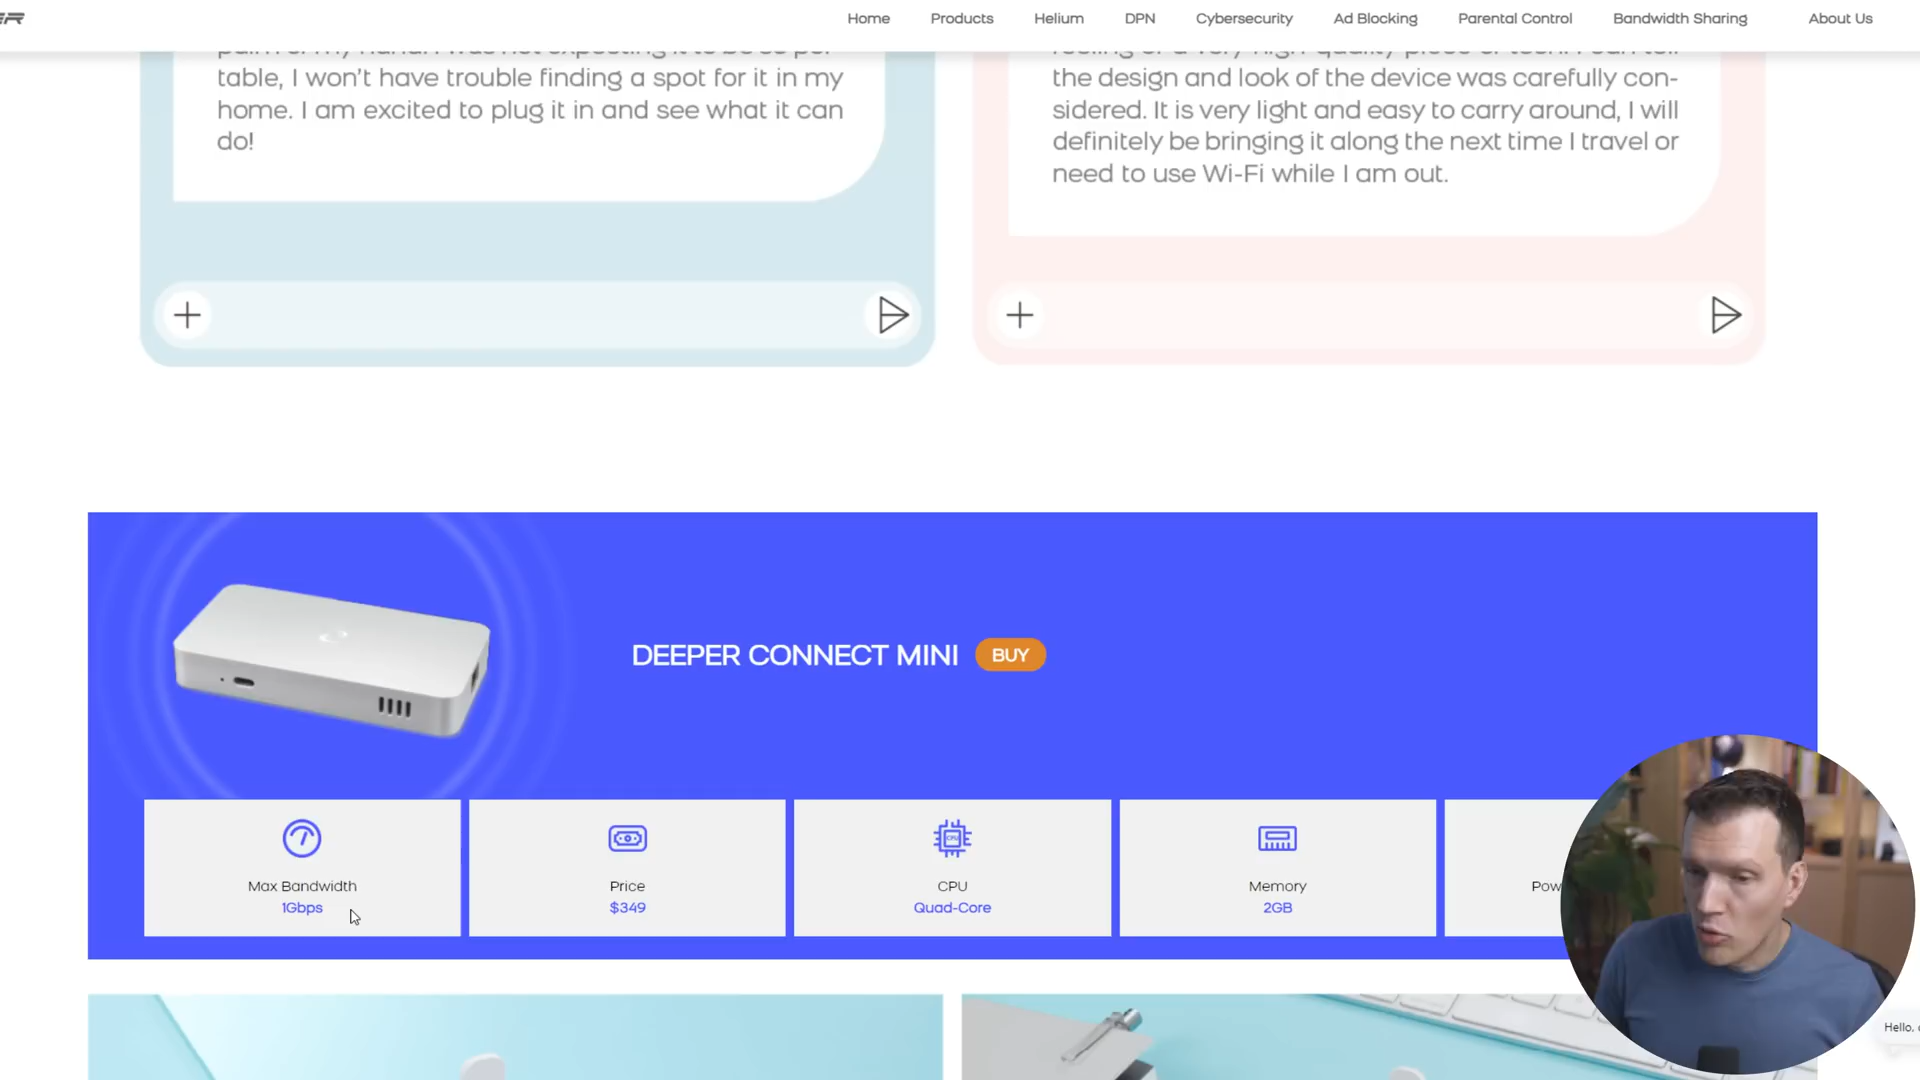 Home Products Helium DPN Cybersecurity Ad Blocking Parental Control Bandwidth Sharing About Us
table, I won't have trouble finding a spot for it in my
home. I am excited to plug it in and see what it can
do!
the design and look of the device was carefully con-
sidered. It is very light and easy to carry around, I will
definitely be bringing it along the next time I travel or
need to use Wi-Fi while I am out.
DEEPER CONNECT MINI BUY
Max Bandwidth
1Gbps
Price
$349
CPU
Quad-Core
Memory
2GB
Hello,